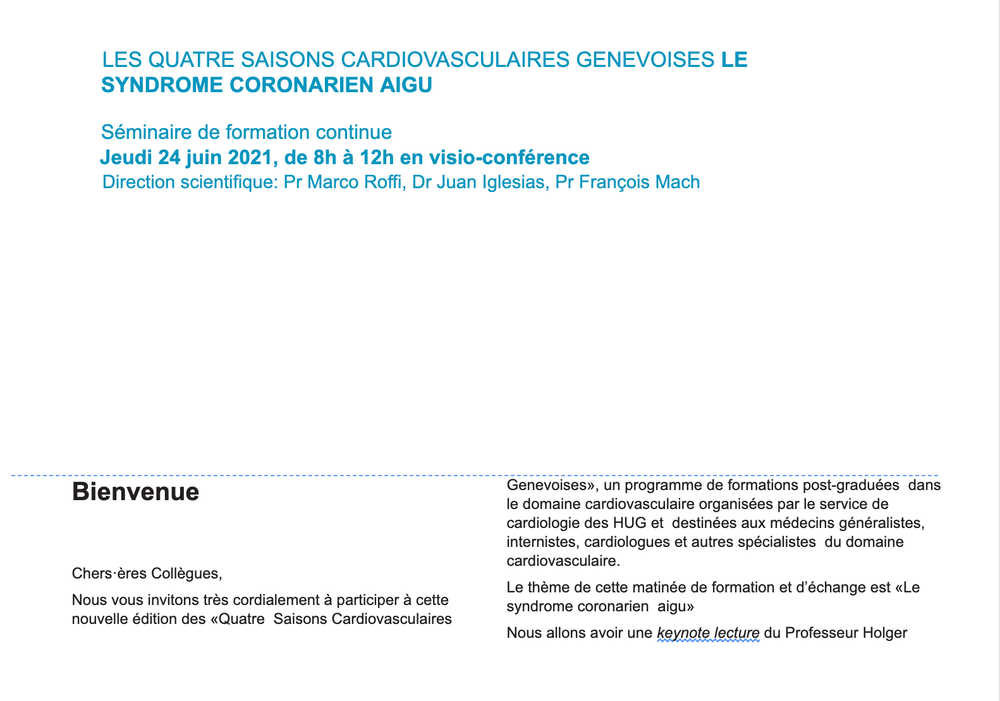 LES QUATRE SAISONS CARDIOVASCULAIRES GENEVOISES LE
SYNDROME CORONARIEN AIGU
Séminaire de formation continue
Jeudi 24 juin 2021, de 8h à 12h en visio-conférence
Direction scientifique: Pr Marco Roffi, Dr Juan Iglesias, Pr François Mach
Bienvenue
Chers·ères Collègues,
Nous vous invitons très cordialement à participer à cette
nouvelle édition des «Quatre  Saisons Cardiovasculaires
Genevoises», un programme de formations post-graduées  dans
le domaine cardiovasculaire organisées par le service de
cardiologie des HUG et  destinées aux médecins généralistes,
internistes, cardiologues et autres spécialistes  du domaine
cardiovasculaire.
Le thème de cette matinée de formation et d’échange est «Le
syndrome coronarien  aigu»
Nous allons avoir une keynote lecture du Professeur Holger